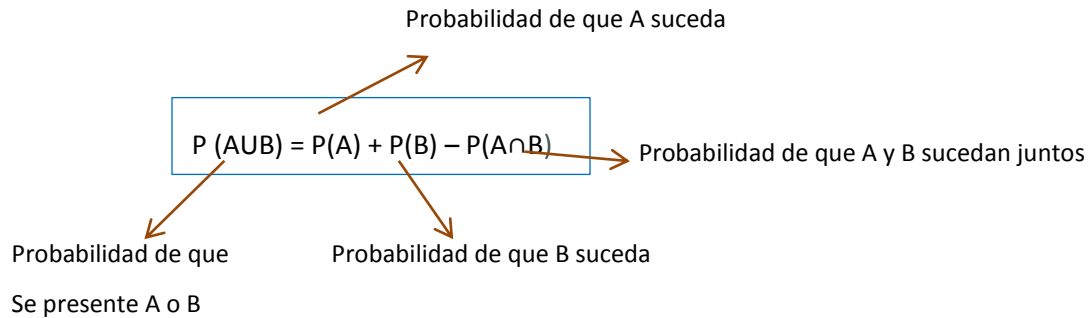 Probabilidad de que A suceda
P (AUB) = P(A) + P(B) – P(A∩B)
Probabilidad de que A y B sucedan juntos
Probabilidad de que
Se presente A o B
Probabilidad de que B suceda